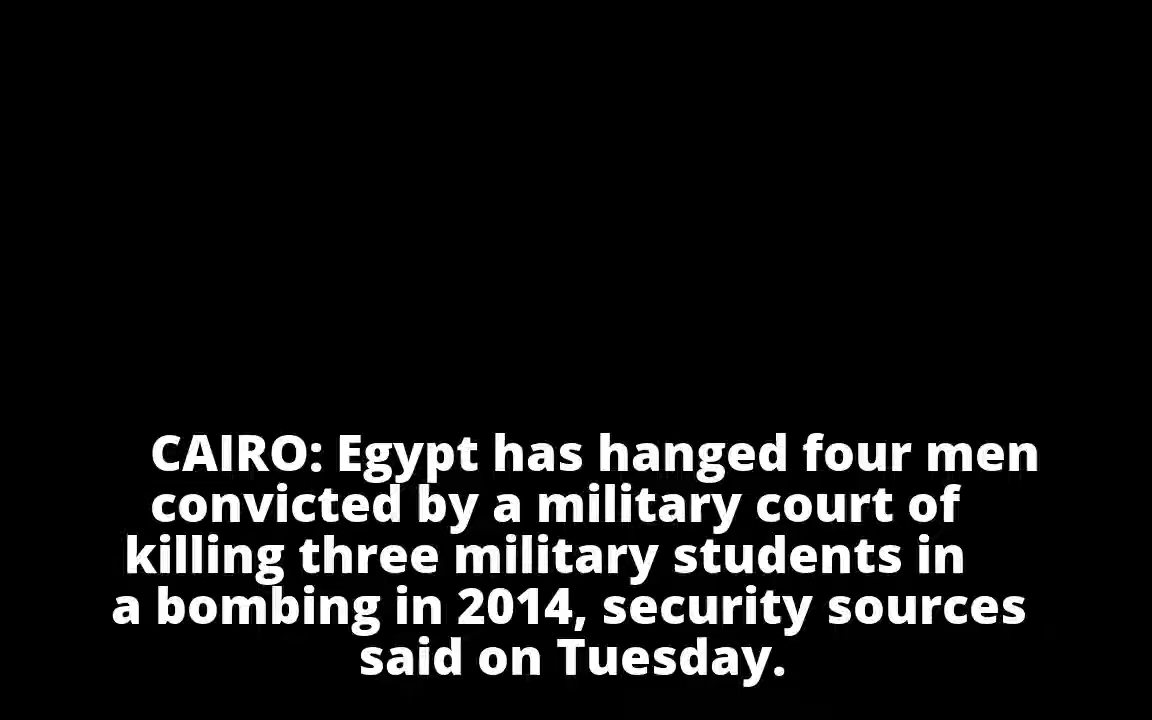 CAIRO: Egypt has hanged four men
convicted by a military court of
killing three military students in
a bombing in 2014, security sources
said on Tuesday.